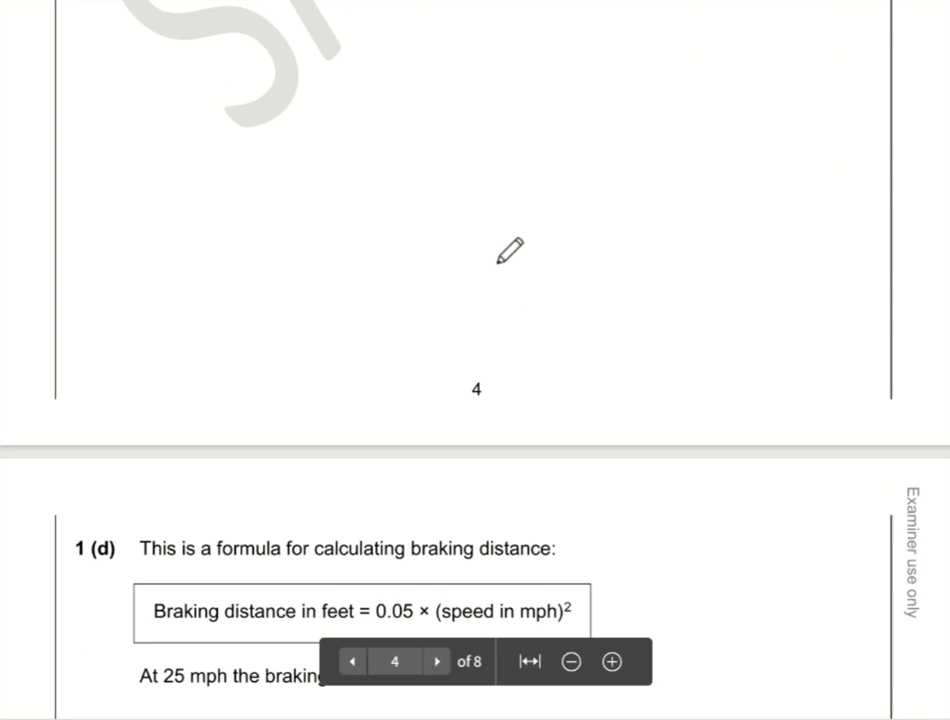 4
1 (d) This is a formula for calculating braking distance:
Braking distance in feet = 0.05 × (speed in mph)²
At 25 mph the braking
4 of 8
Examiner use only